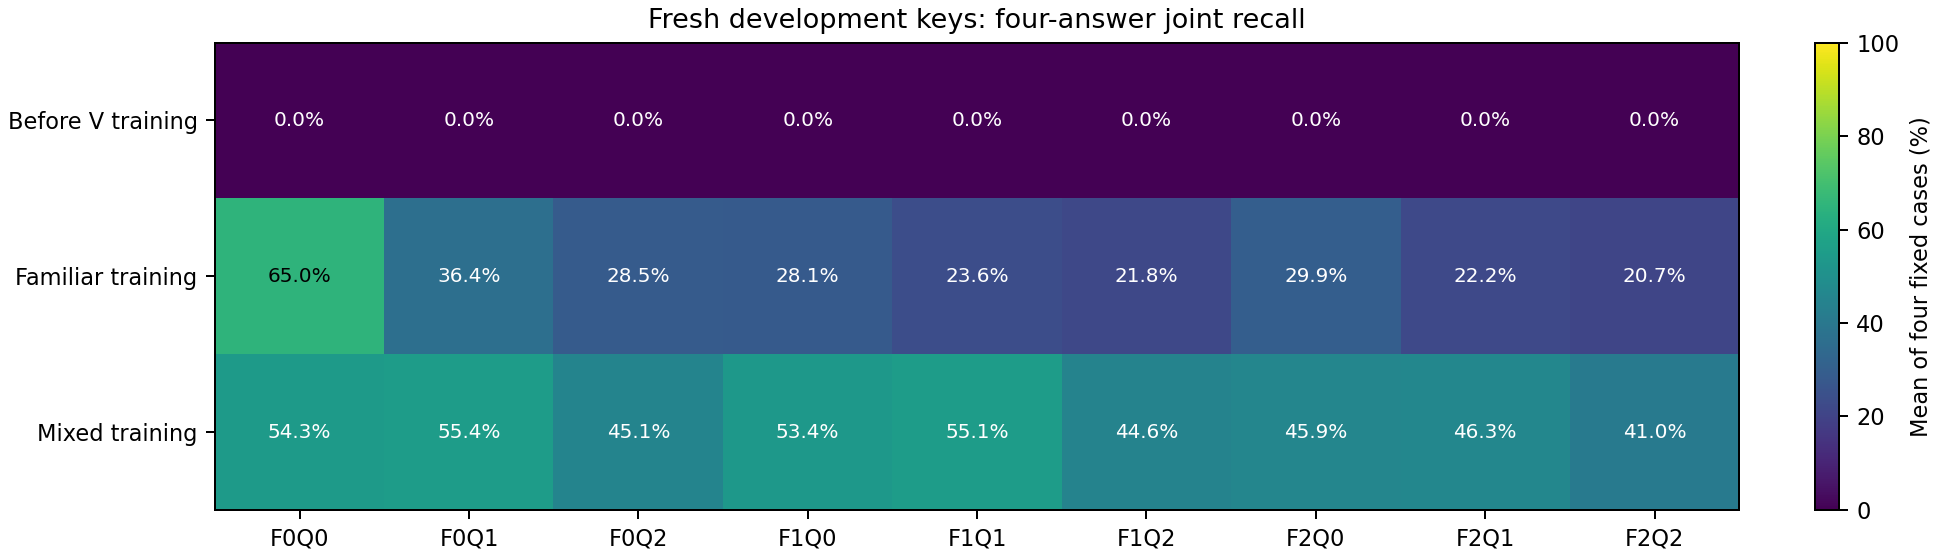 Fresh development keys: four-answer joint recall
Before V training
0.0% 0.0% 0.0% 0.0% 0.0% 0.0% 0.0% 0.0% 0.0%
Familiar training
65.0% 36.4% 28.5% 28.1% 23.6% 21.8% 29.9% 22.2% 20.7%
Mixed training
54.3% 55.4% 45.1% 53.4% 55.1% 44.6% 45.9% 46.3% 41.0%
F0Q0 F0Q1 F0Q2 F1Q0 F1Q1 F1Q2 F2Q0 F2Q1 F2Q2
100
80
60
40
20
0
Mean of four fixed cases (%)